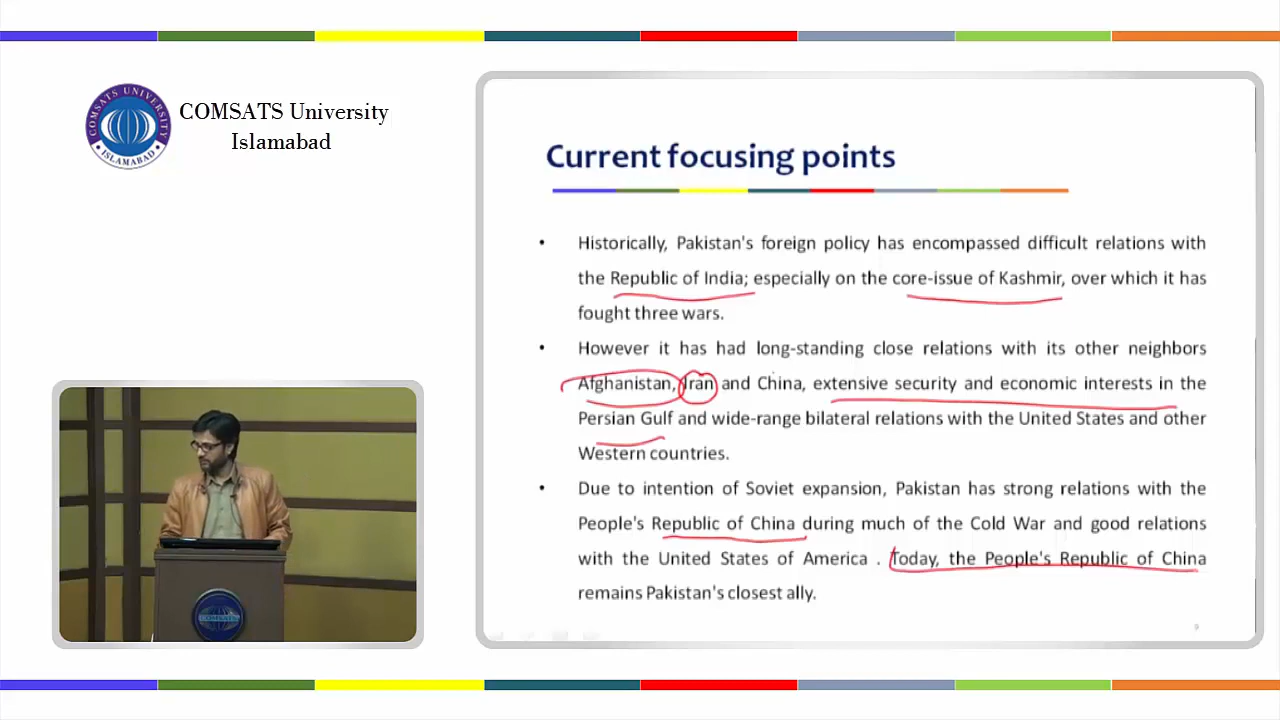 COMSATS UNIVERSITY
ISLAMABAD
COMSATS University
Islamabad
Current focusing points
• Historically, Pakistan's foreign policy has encompassed difficult relations with
the Republic of India; especially on the core-issue of Kashmir, over which it has
fought three wars.
• However it has had long-standing close relations with its other neighbors
Afghanistan, Iran and China, extensive security and economic interests in the
Persian Gulf and wide-range bilateral relations with the United States and other
Western countries.
• Due to intention of Soviet expansion, Pakistan has strong relations with the
People's Republic of China during much of the Cold War and good relations
with the United States of America . Today, the People's Republic of China
remains Pakistan's closest ally.
9
COMSATS